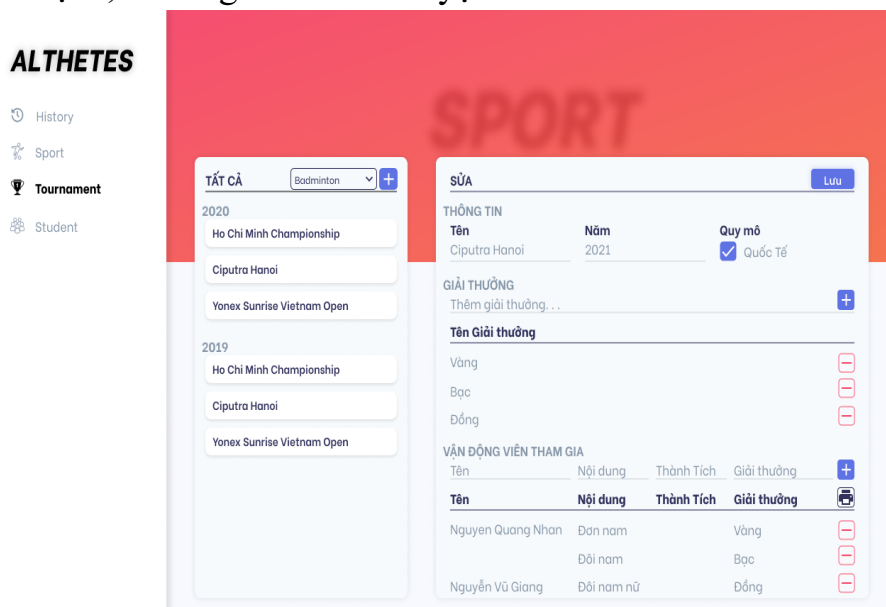 ALTHETES
History
Sport
Tournament
Student
SPORT
TẤT CẢ Badminton
2020
Ho Chi Minh Championship
Ciputra Hanoi
Yonex Sunrise Vietnam Open
2019
Ho Chi Minh Championship
Ciputra Hanoi
Yonex Sunrise Vietnam Open
SỬA Lưu
THÔNG TIN
Tên Năm Quy mô
Ciputra Hanoi 2021 Quốc Tế
GIẢI THƯỞNG
Thêm giải thưởng. . .
Tên Giải thưởng
Vàng
Bạc
Đồng
VẬN ĐỘNG VIÊN THAM GIA
Tên Nội dung Thành Tích Giải thưởng
Tên Nội dung Thành Tích Giải thưởng
Nguyen Quang Nhan Đơn nam Vàng
Đôi nam Bạc
Nguyễn Vũ Giang Đôi nam nữ Đồng